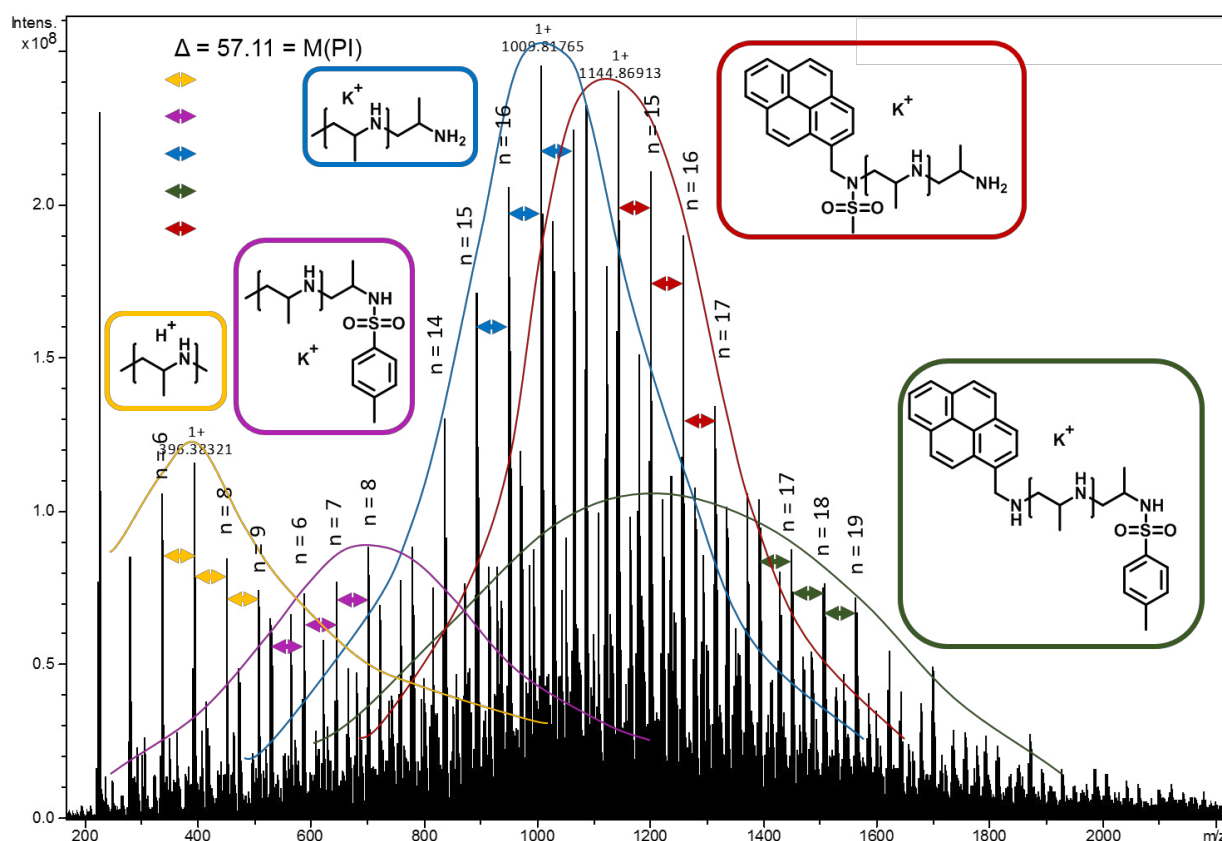 Intens.
x10⁸
Δ = 57.11 = M(PI)
1+
1009.81765
1+
1144.86913
1+
396.38321
n = 6
n = 8
n = 9
n = 6
n = 7
n = 8
n = 14
n = 15
n = 16
n = 15
n = 16
n = 17
n = 17
n = 18
n = 19
K⁺
H
N
NH₂
K⁺
N
O=S=O
H
N
NH₂
H
N
NH
O=S=O
K⁺
H⁺
H
N
K⁺
N
H
H
N
NH
O=S=O
2.0
1.5
1.0
0.5
0.0
200
400
600
800
1000
1200
1400
1600
1800
2000
m/z